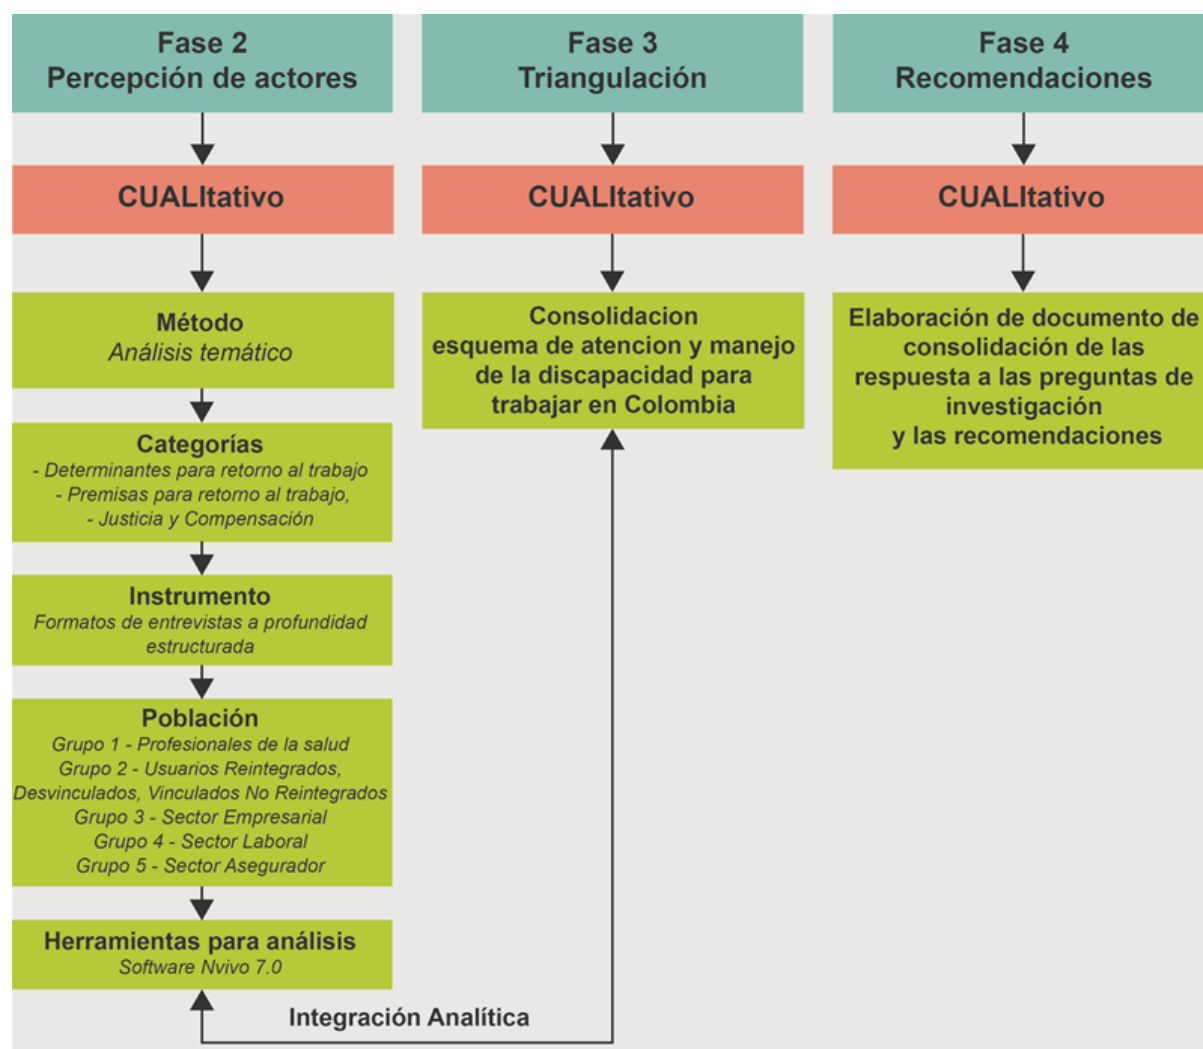 Fase 2
Percepción de actores
CUALItativo
Método
Análisis temático
Categorías
- Determinantes para retorno al trabajo
- Premisas para retorno al trabajo,
- Justicia y Compensación
Instrumento
Formatos de entrevistas a profundidad
estructurada
Población
Grupo 1 - Profesionales de la salud
Grupo 2 - Usuarios Reintegrados,
Desvinculados, Vinculados No Reintegrados
Grupo 3 - Sector Empresarial
Grupo 4 - Sector Laboral
Grupo 5 - Sector Asegurador
Herramientas para análisis
Software Nvivo 7.0
Integración Analítica
Fase 3
Triangulación
CUALItativo
Consolidacion
esquema de atencion y manejo
de la discapacidad para
trabajar en Colombia
Fase 4
Recomendaciones
CUALItativo
Elaboración de documento de
consolidación de las
respuesta a las preguntas de
investigación
y las recomendaciones